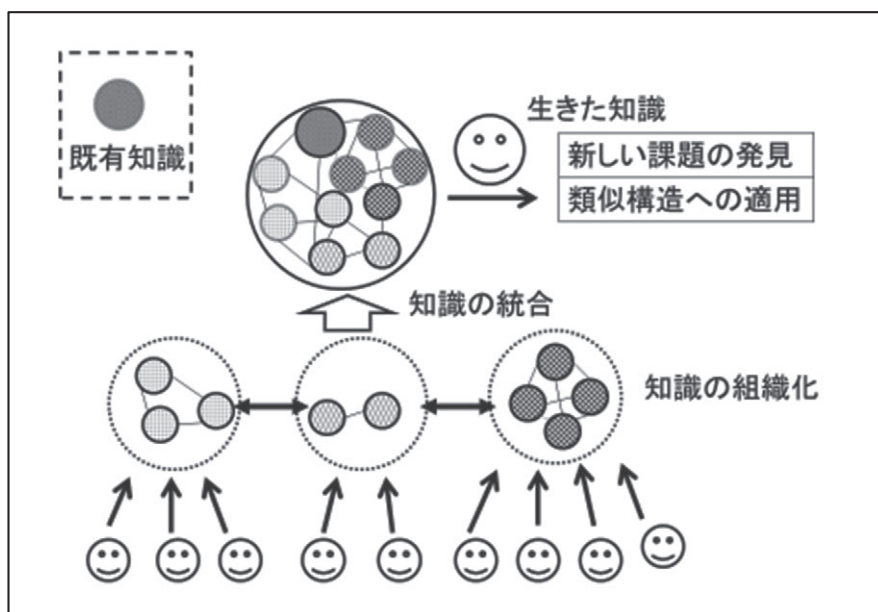 既有知識
生きた知識
新しい課題の発見
類似構造への適用
知識の統合
知識の組織化